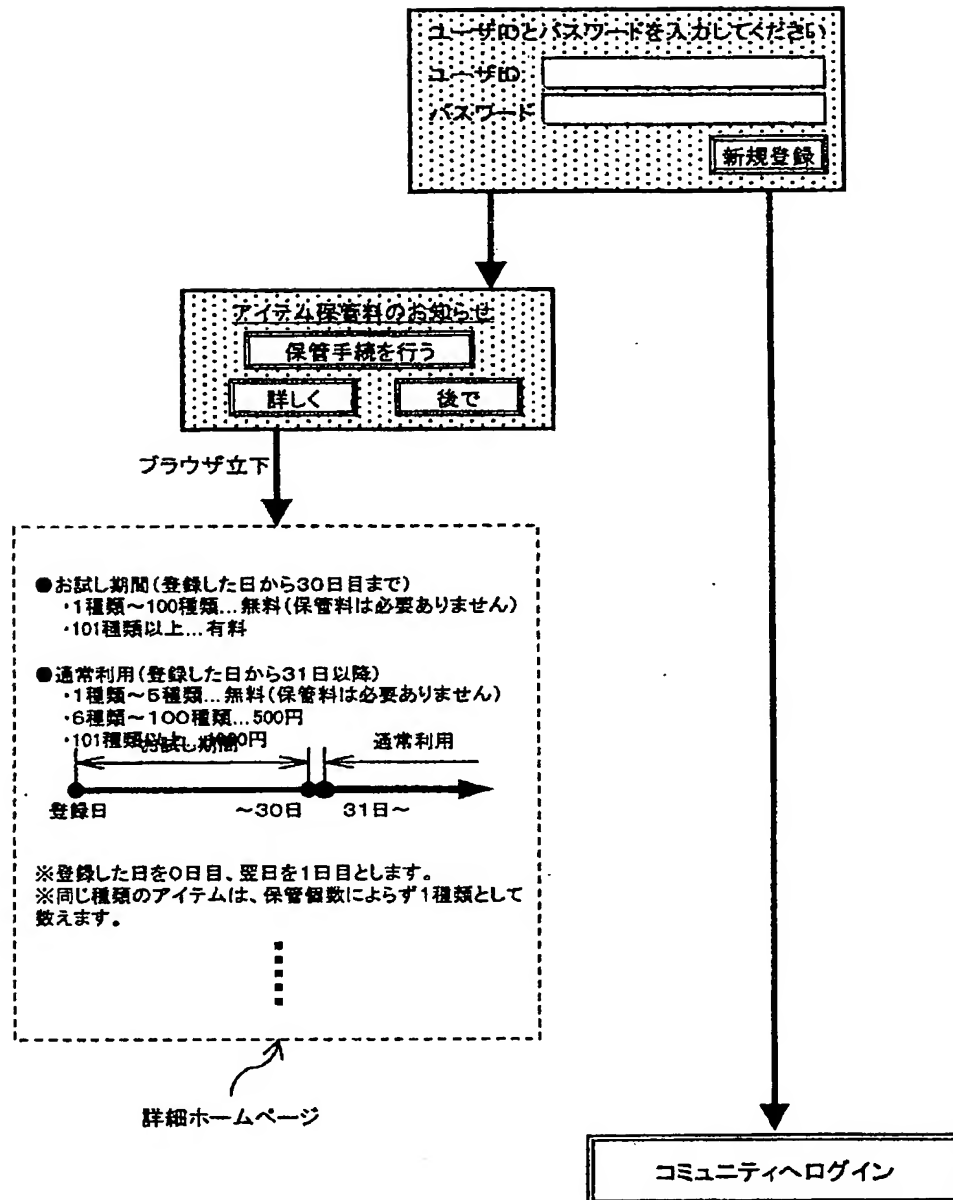 ユーザIDとパスワードを入力してください
ユーザID
パスワード
新規登録
アイテム保管料のお知らせ
保管手続を行う
詳しく
後で
ブラウザ立下
●お試し期間(登録した日から30日目まで)
・1種類～100種類...無料(保管料は必要ありません)
・101種類以上...有料
●通常利用(登録した日から31日以降)
・1種類～5種類...無料(保管料は必要ありません)
・6種類～100種類...500円
・101種類以上
お試し期間
通常利用
登録日
～30日
31日～
※登録した日を0日目、翌日を1日目とします。
※同じ種類のアイテムは、保管個数によらず1種類として
数えます。
詳細ホームページ
コミュニティへログイン